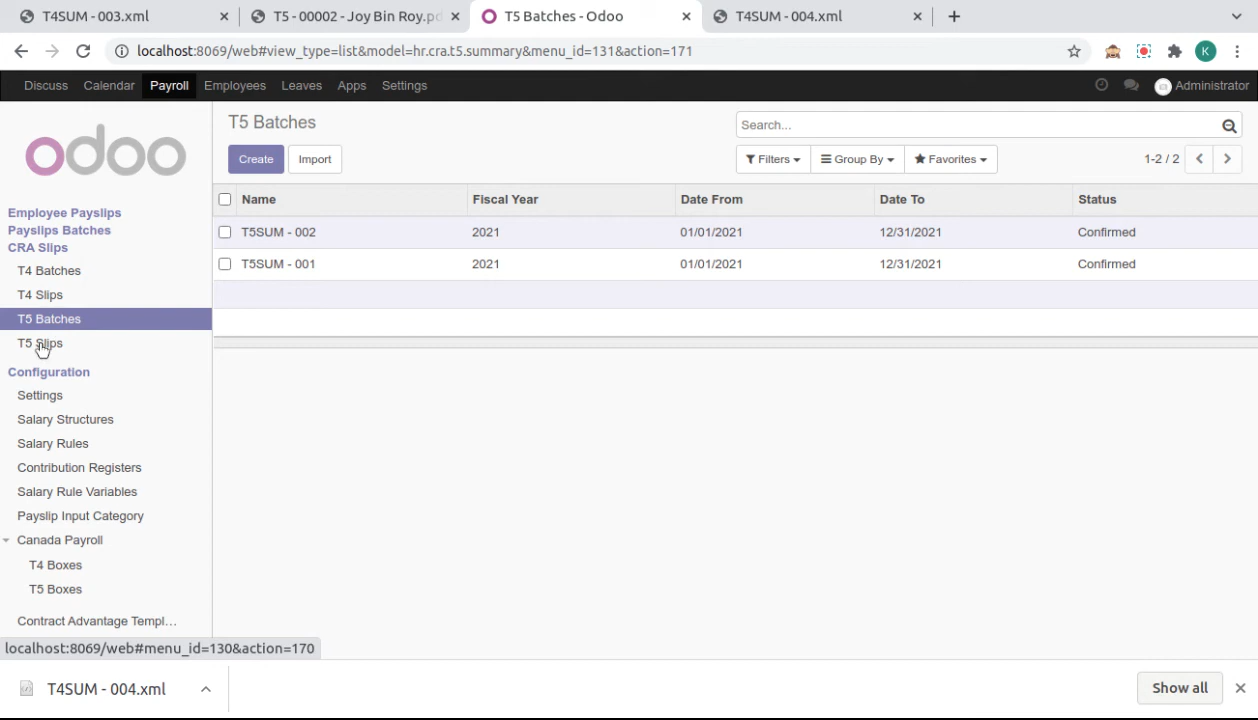 T4SUM - 003.xml
T5 - 00002 - Joy Bin Roy.pd
T5 Batches - Odoo
T4SUM - 004.xml
localhost:8069/web#view_type=list&model=hr.cra.t5.summary&menu_id=131&action=171
K
Discuss Calendar Payroll Employees Leaves Apps Settings Administrator
odoo
T5 Batches
Search...
Create Import
Filters Group By Favorites 1-2 / 2
Employee Payslips
Payslips Batches
CRA Slips
T4 Batches
T4 Slips
T5 Batches
T5 Slips
Configuration
Settings
Salary Structures
Salary Rules
Contribution Registers
Salary Rule Variables
Payslip Input Category
Canada Payroll
T4 Boxes
T5 Boxes
Contract Advantage Templ...
Name Fiscal Year Date From Date To Status
T5SUM - 002 2021 01/01/2021 12/31/2021 Confirmed
T5SUM - 001 2021 01/01/2021 12/31/2021 Confirmed
localhost:8069/web#menu_id=130&action=170
T4SUM - 004.xml
Show all